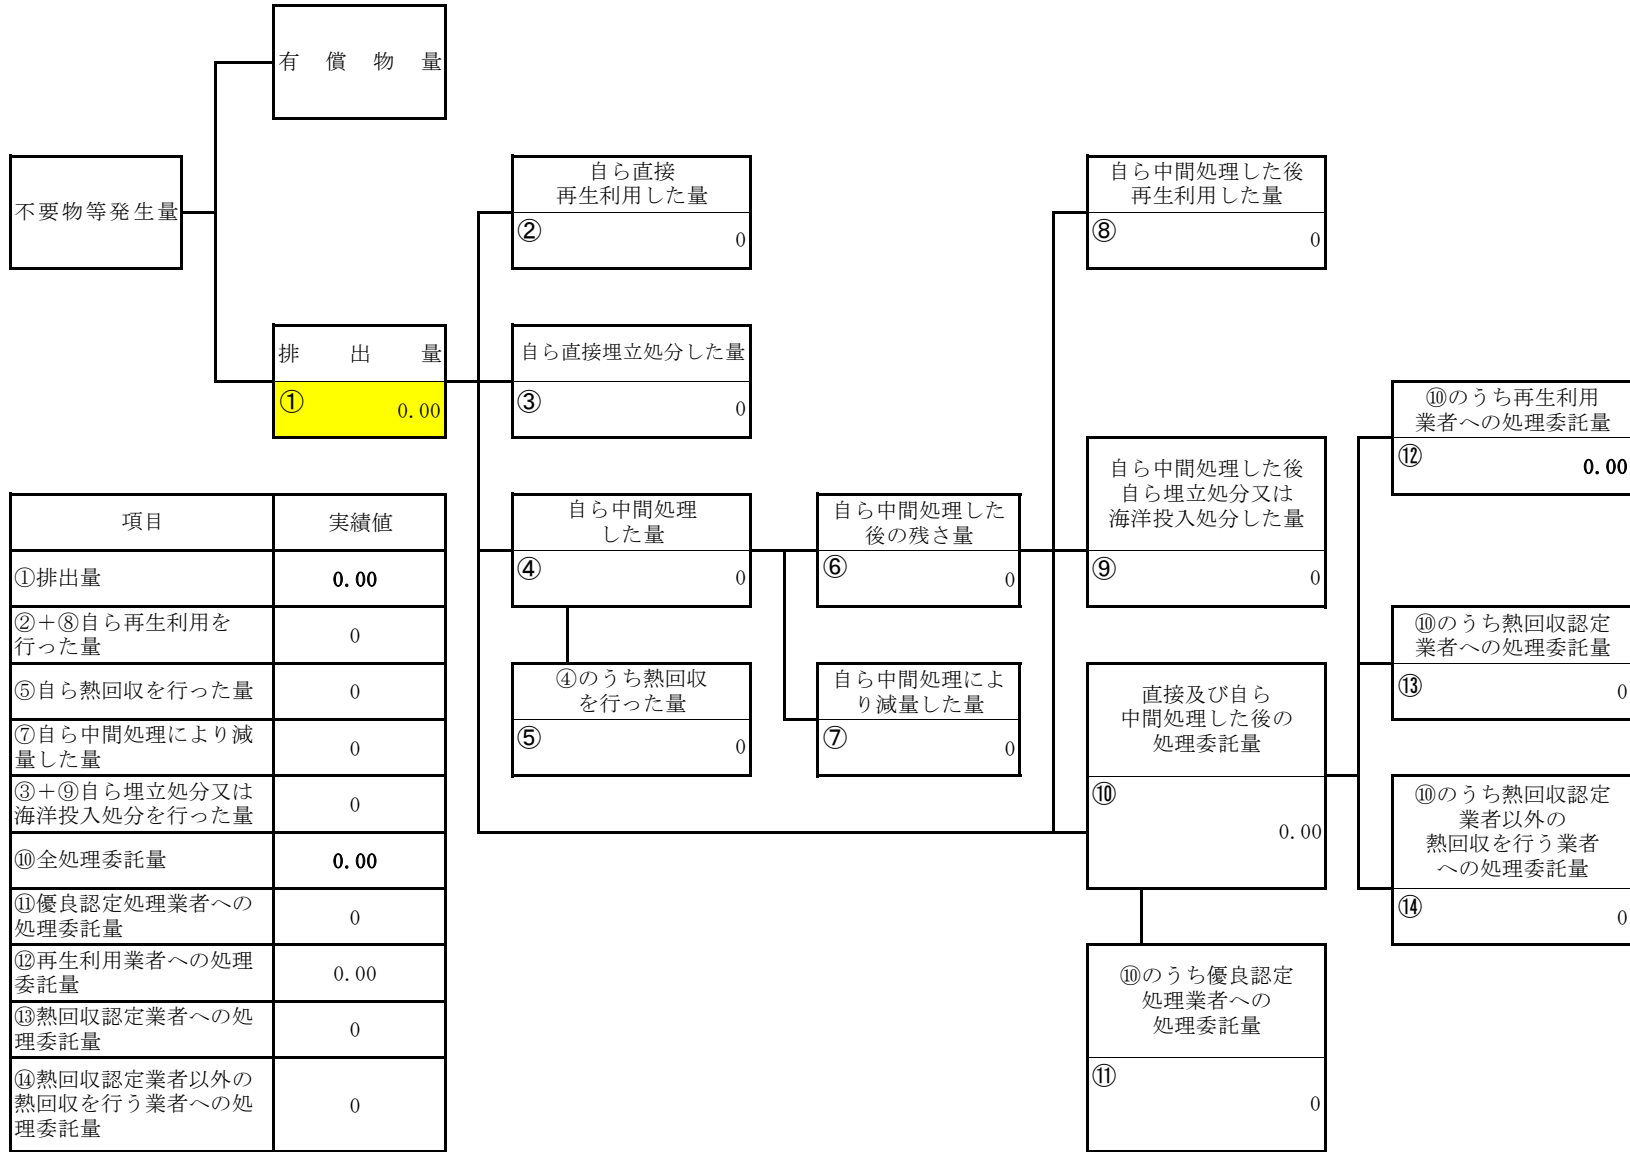 有償物量
不要物等発生量
排出量
① 0.00
自ら直接
再生利用した量
② 0
自ら直接埋立処分した量
③ 0
自ら中間処理
した量
④ 0
④のうち熱回収
を行った量
⑤ 0
自ら中間処理した
後の残さ量
⑥ 0
自ら中間処理によ
り減量した量
⑦ 0
自ら中間処理した後
再生利用した量
⑧ 0
自ら中間処理した後
自ら埋立処分又は
海洋投入処分した量
⑨ 0
直接及び自ら
中間処理した後の
処理委託量
⑩
0.00
⑩のうち優良認定
処理業者への
処理委託量
⑪
0
⑩のうち再生利用
業者への処理委託量
⑫ 0.00
⑩のうち熱回収認定
業者への処理委託量
⑬ 0
⑩のうち熱回収認定
業者以外の
熱回収を行う業者
への処理委託量
⑭ 0
項目 実績値
①排出量 0.00
②+⑧自ら再生利用を
行った量 0
⑤自ら熱回収を行った量 0
⑦自ら中間処理により減
量した量 0
③+⑨自ら埋立処分又は
海洋投入処分を行った量 0
⑩全処理委託量 0.00
⑪優良認定処理業者への
処理委託量 0
⑫再生利用業者への処理
委託量 0.00
⑬熱回収認定業者への処
理委託量 0
⑭熱回収認定業者以外の
熱回収を行う業者への処
理委託量 0